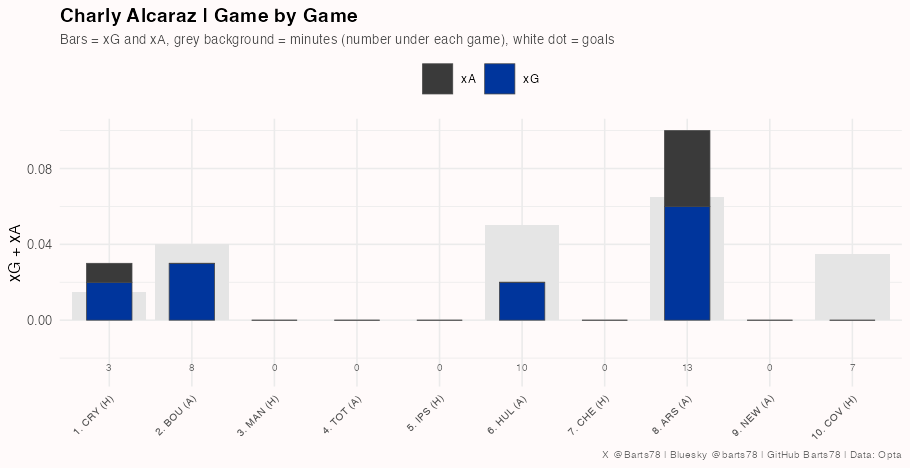 Charly Alcaraz | Game by Game
Bars = xG and xA, grey background = minutes (number under each game), white dot = goals
xA xG
xG + xA
0.08
0.04
0.00
3 8 0 0 0 10 0 13 0 7
1. CRY (H) 2. BOU (A) 3. MAN (H) 4. TOT (A) 5. IPS (H) 6. HUL (A) 7. CHE (H) 8. ARS (A) 9. NEW (A) 10. COV (H)
X @Barts78 | Bluesky @barts78 | GitHub Barts78 | Data: Opta